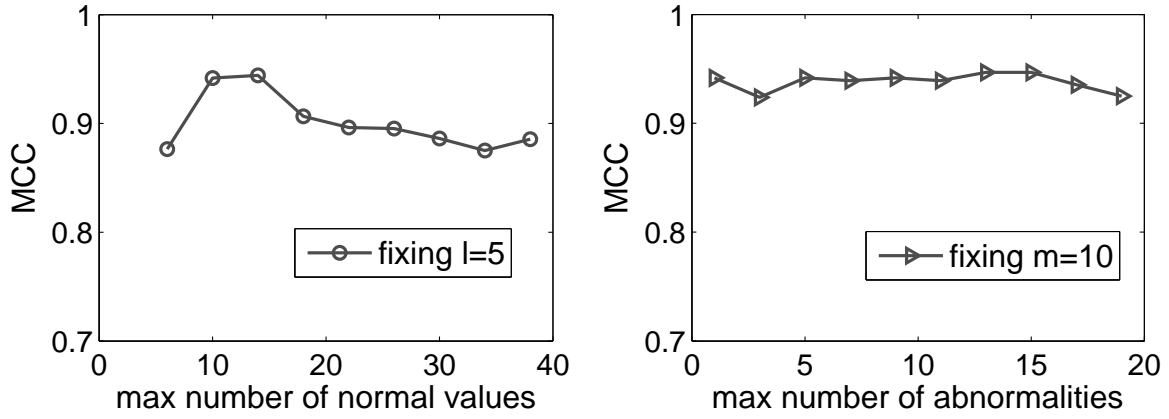 1
0.9
0.8
0.7
MCC
0 10 20 30 40
max number of normal values
fixing l=5
1
0.9
0.8
0.7
MCC
0 5 10 15 20
max number of abnormalities
fixing m=10